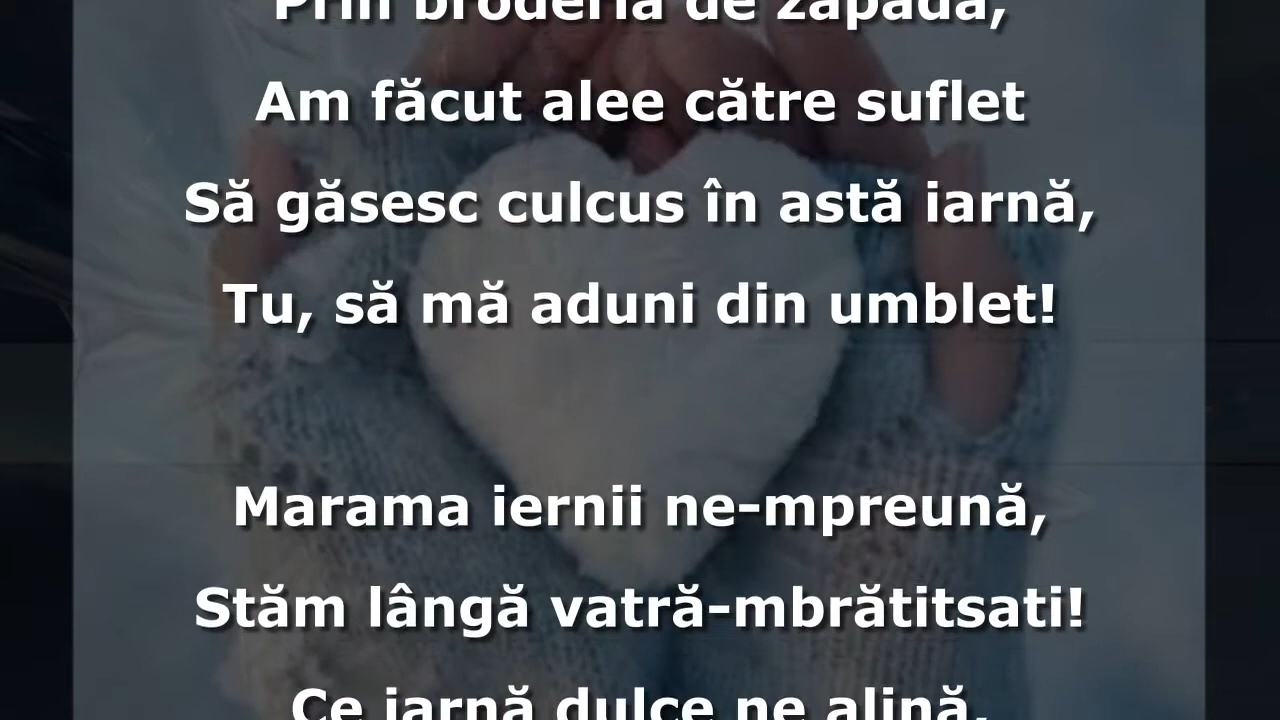 Prin broderia de zăpadă,
Am făcut alee către suflet
Să găsesc culcus în astă iarnă,
Tu, să mă aduni din umblet!
Marama iernii ne-mpreună,
Stăm lângă vatră-mbrătitsati!
Ce iarnă dulce ne alină,